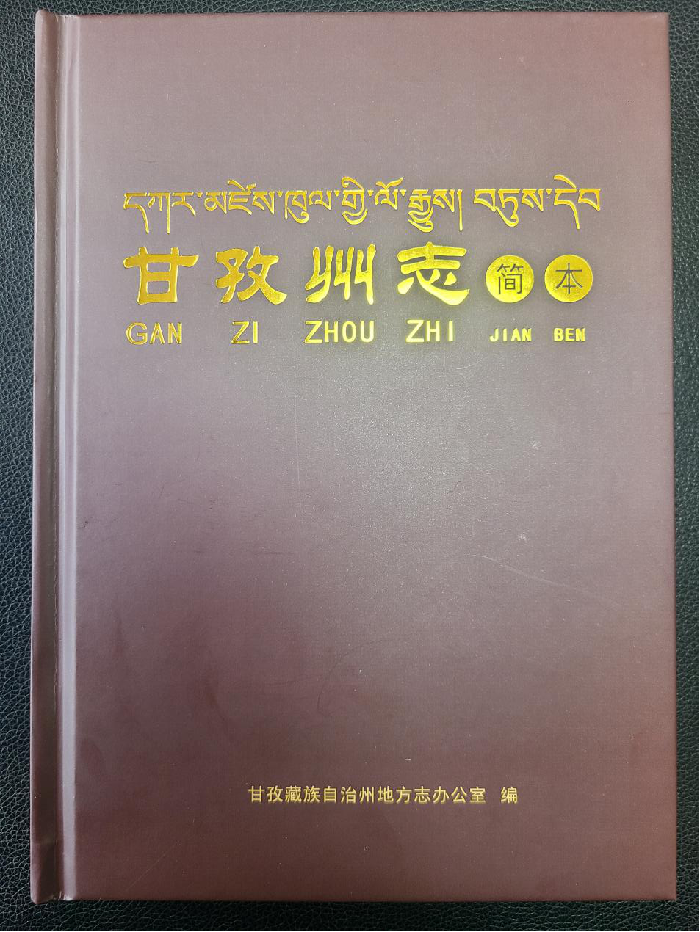 དཀར་མཛེས་ཁུལ་གྱི་ལོ་རྒྱུས། བཏུས་དེབ
甘孜州志 简本
GAN ZI ZHOU ZHI JIAN BEN
甘孜藏族自治州地方志办公室 编